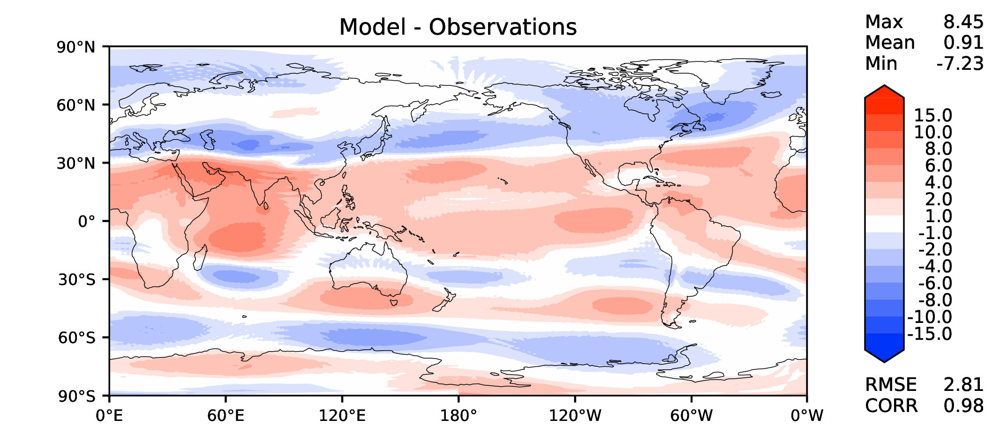 Model - Observations
Max 8.45
Mean 0.91
Min -7.23
90°N
60°N
30°N
0°
30°S
60°S
90°S
0°E 60°E 120°E 180° 120°W 60°W 0°W
15.0
10.0
8.0
6.0
4.0
2.0
1.0
-1.0
-2.0
-4.0
-6.0
-8.0
-10.0
-15.0
RMSE 2.81
CORR 0.98